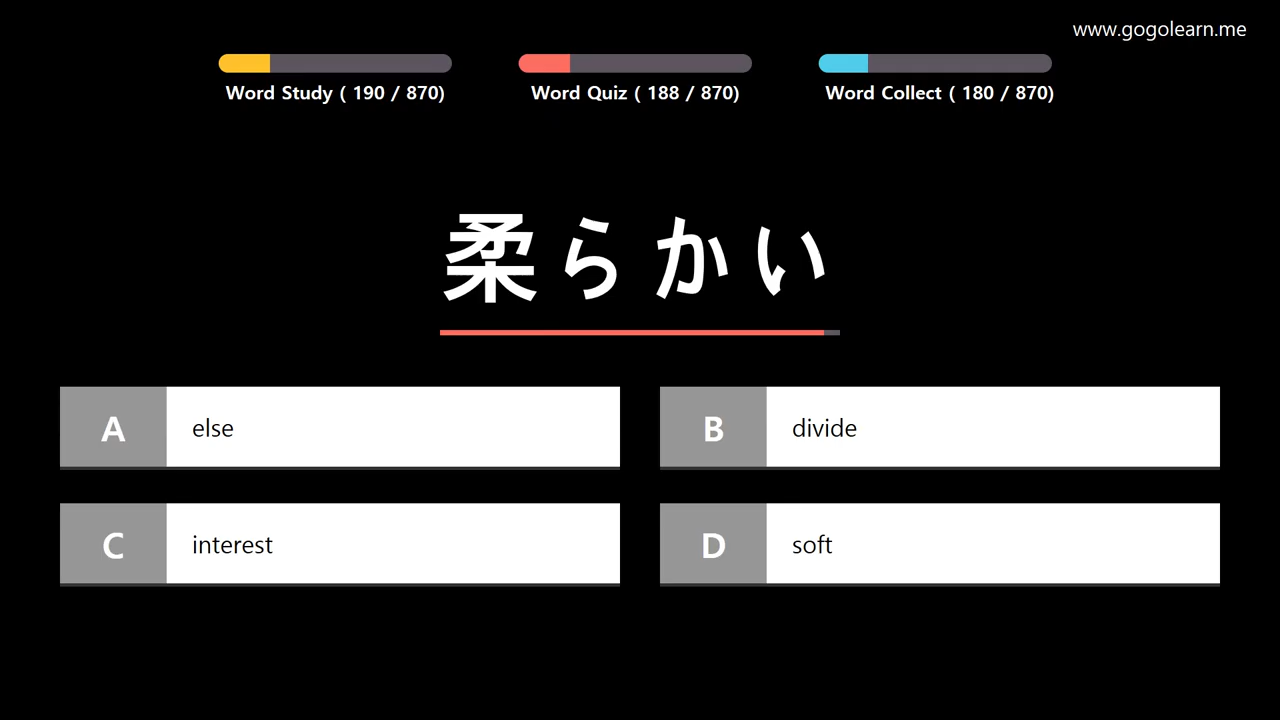 www.gogolearn.me
Word Study ( 190 / 870)
Word Quiz ( 188 / 870)
Word Collect ( 180 / 870)
柔らかい
A else
B divide
C interest
D soft